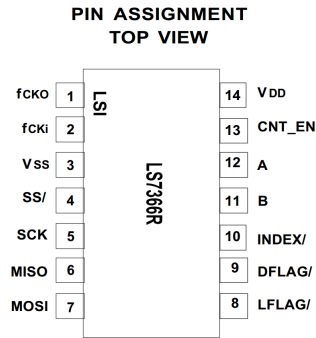 PIN ASSIGNMENT
TOP VIEW
fCKO 1
fCKi 2
VSS 3
SS/ 4
SCK 5
MISO 6
MOSI 7
LSI
LS7366R
14 VDD
13 CNT_EN
12 A
11 B
10 INDEX/
9 DFLAG/
8 LFLAG/